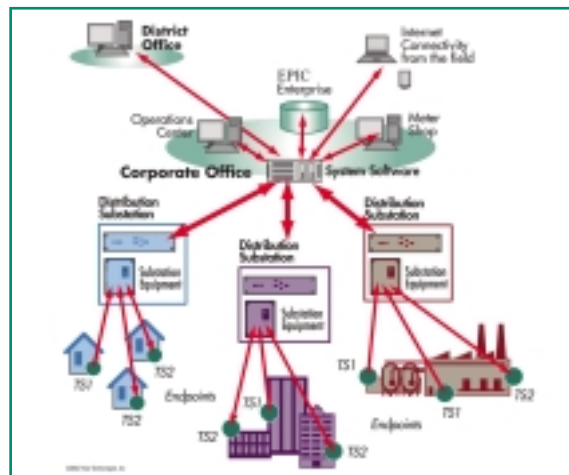 District
Office
Internet
Connectivity
from the field
EPIC
Enterprise
Operations
Center
Meter
Shop
Corporate Office
System Software
Distribution
Substation
Substation
Equipment
Distribution
Substation
Substation
Equipment
Distribution
Substation
Substation
Equipment
TS1
TS2
TS2
Endpoints
TS2
TS1
TS2
Endpoints
TS1
TS1
TS2